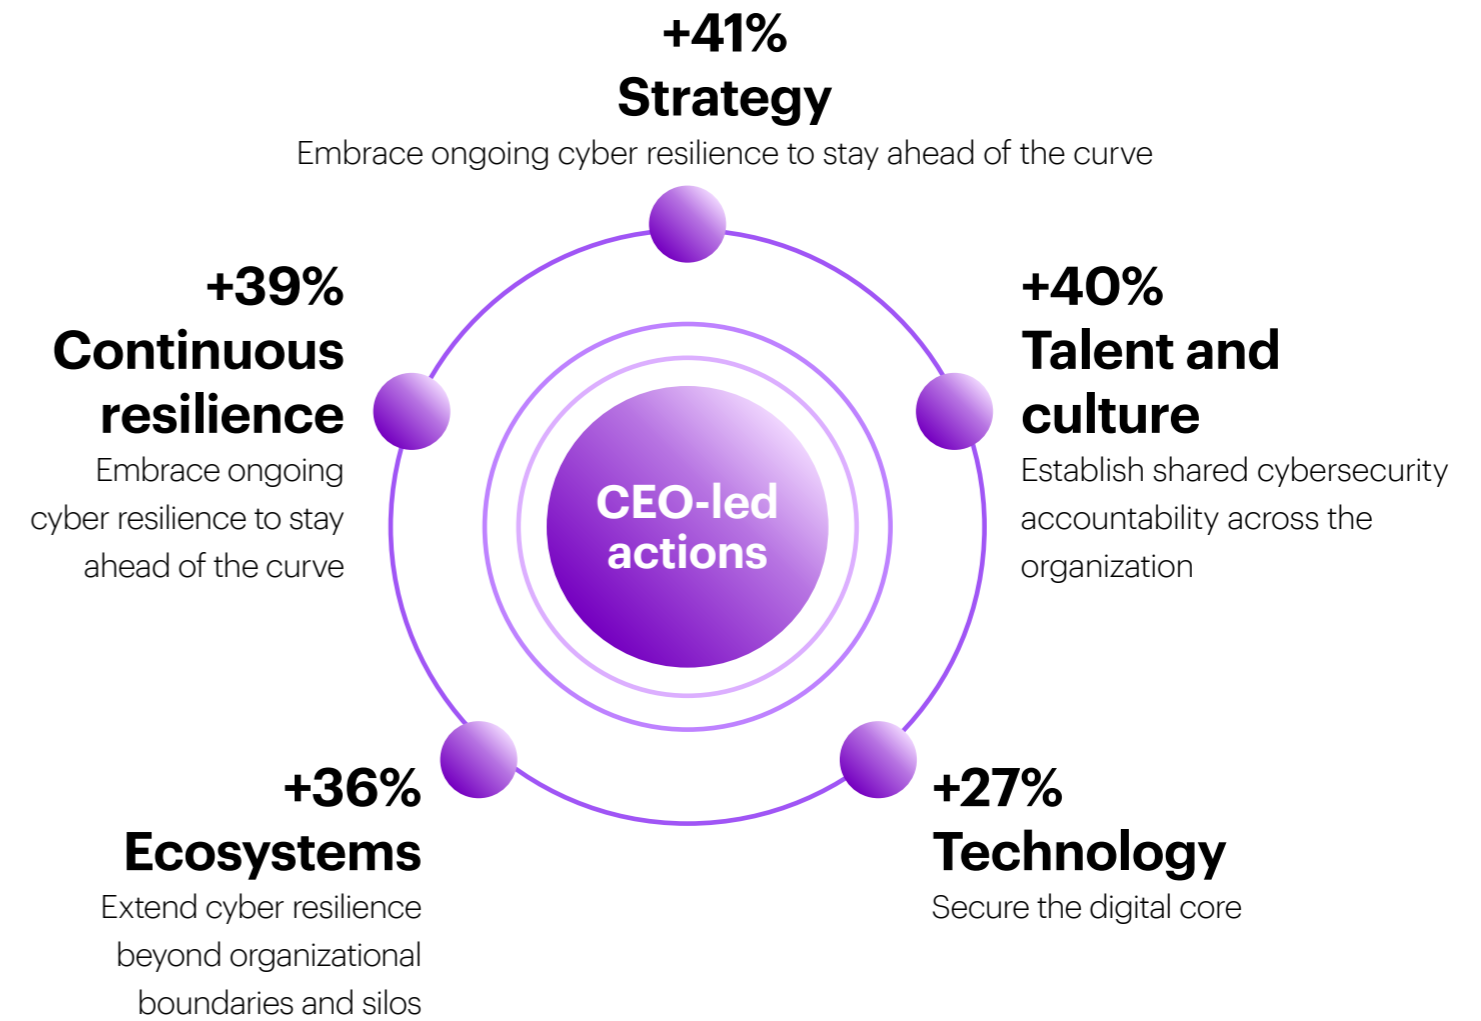 +41%
Strategy
Embrace ongoing cyber resilience to stay ahead of the curve
+39%
Continuous
resilience
Embrace ongoing
cyber resilience to stay
ahead of the curve
+40%
Talent and
culture
Establish shared cybersecurity
accountability across the
organization
CEO-led
actions
+36%
Ecosystems
Extend cyber resilience
beyond organizational
boundaries and silos
+27%
Technology
Secure the digital core